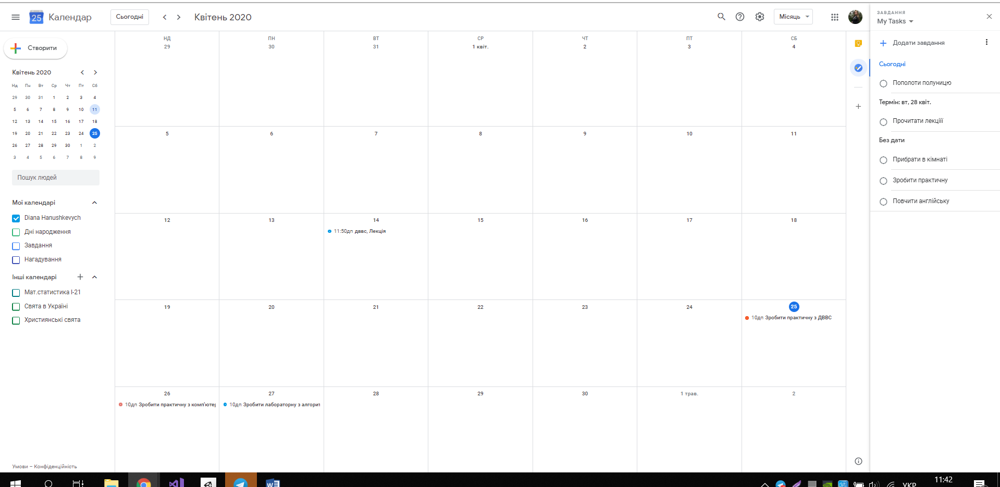 25 Календар Сьогодні Квітень 2020 Місяць
Створити
Квітень 2020
Нд Пн Вт Ср Чт Пт Сб
29 30 31 1 2 3 4
5 6 7 8 9 10 11
12 13 14 15 16 17 18
19 20 21 22 23 24 25
26 27 28 29 30 1 2
3 4 5 6 7 8 9
Пошук людей
Мої календарі
Diana Hanushkevych
Дні народження
Завдання
Нагадування
Інші календарі
Мат.статистика І-21
Свята в Україні
Християнські свята
Умови – Конфіденційність
НД ПН ВТ СР ЧТ ПТ СБ
29 30 31 1 квіт. 2 3 4
5 6 7 8 9 10 11
12 13 14 15 16 17 18
11:50дп дввс, Лекція
19 20 21 22 23 24 25
10дп Зробити практичну з ДВВС
26 27 28 29 30 1 трав. 2
10дп Зробити практичну з комп'ютер 10дп Зробити лабораторну з алгорит
ЗАВДАННЯ
My Tasks
Додати завдання
Сьогодні
Пополоти полуницю
Термін: вт, 28 квіт.
Прочитати лекціїї
Без дати
Прибрати в кімнаті
Зробити практичну
Повчити англійську
УКР 11:42